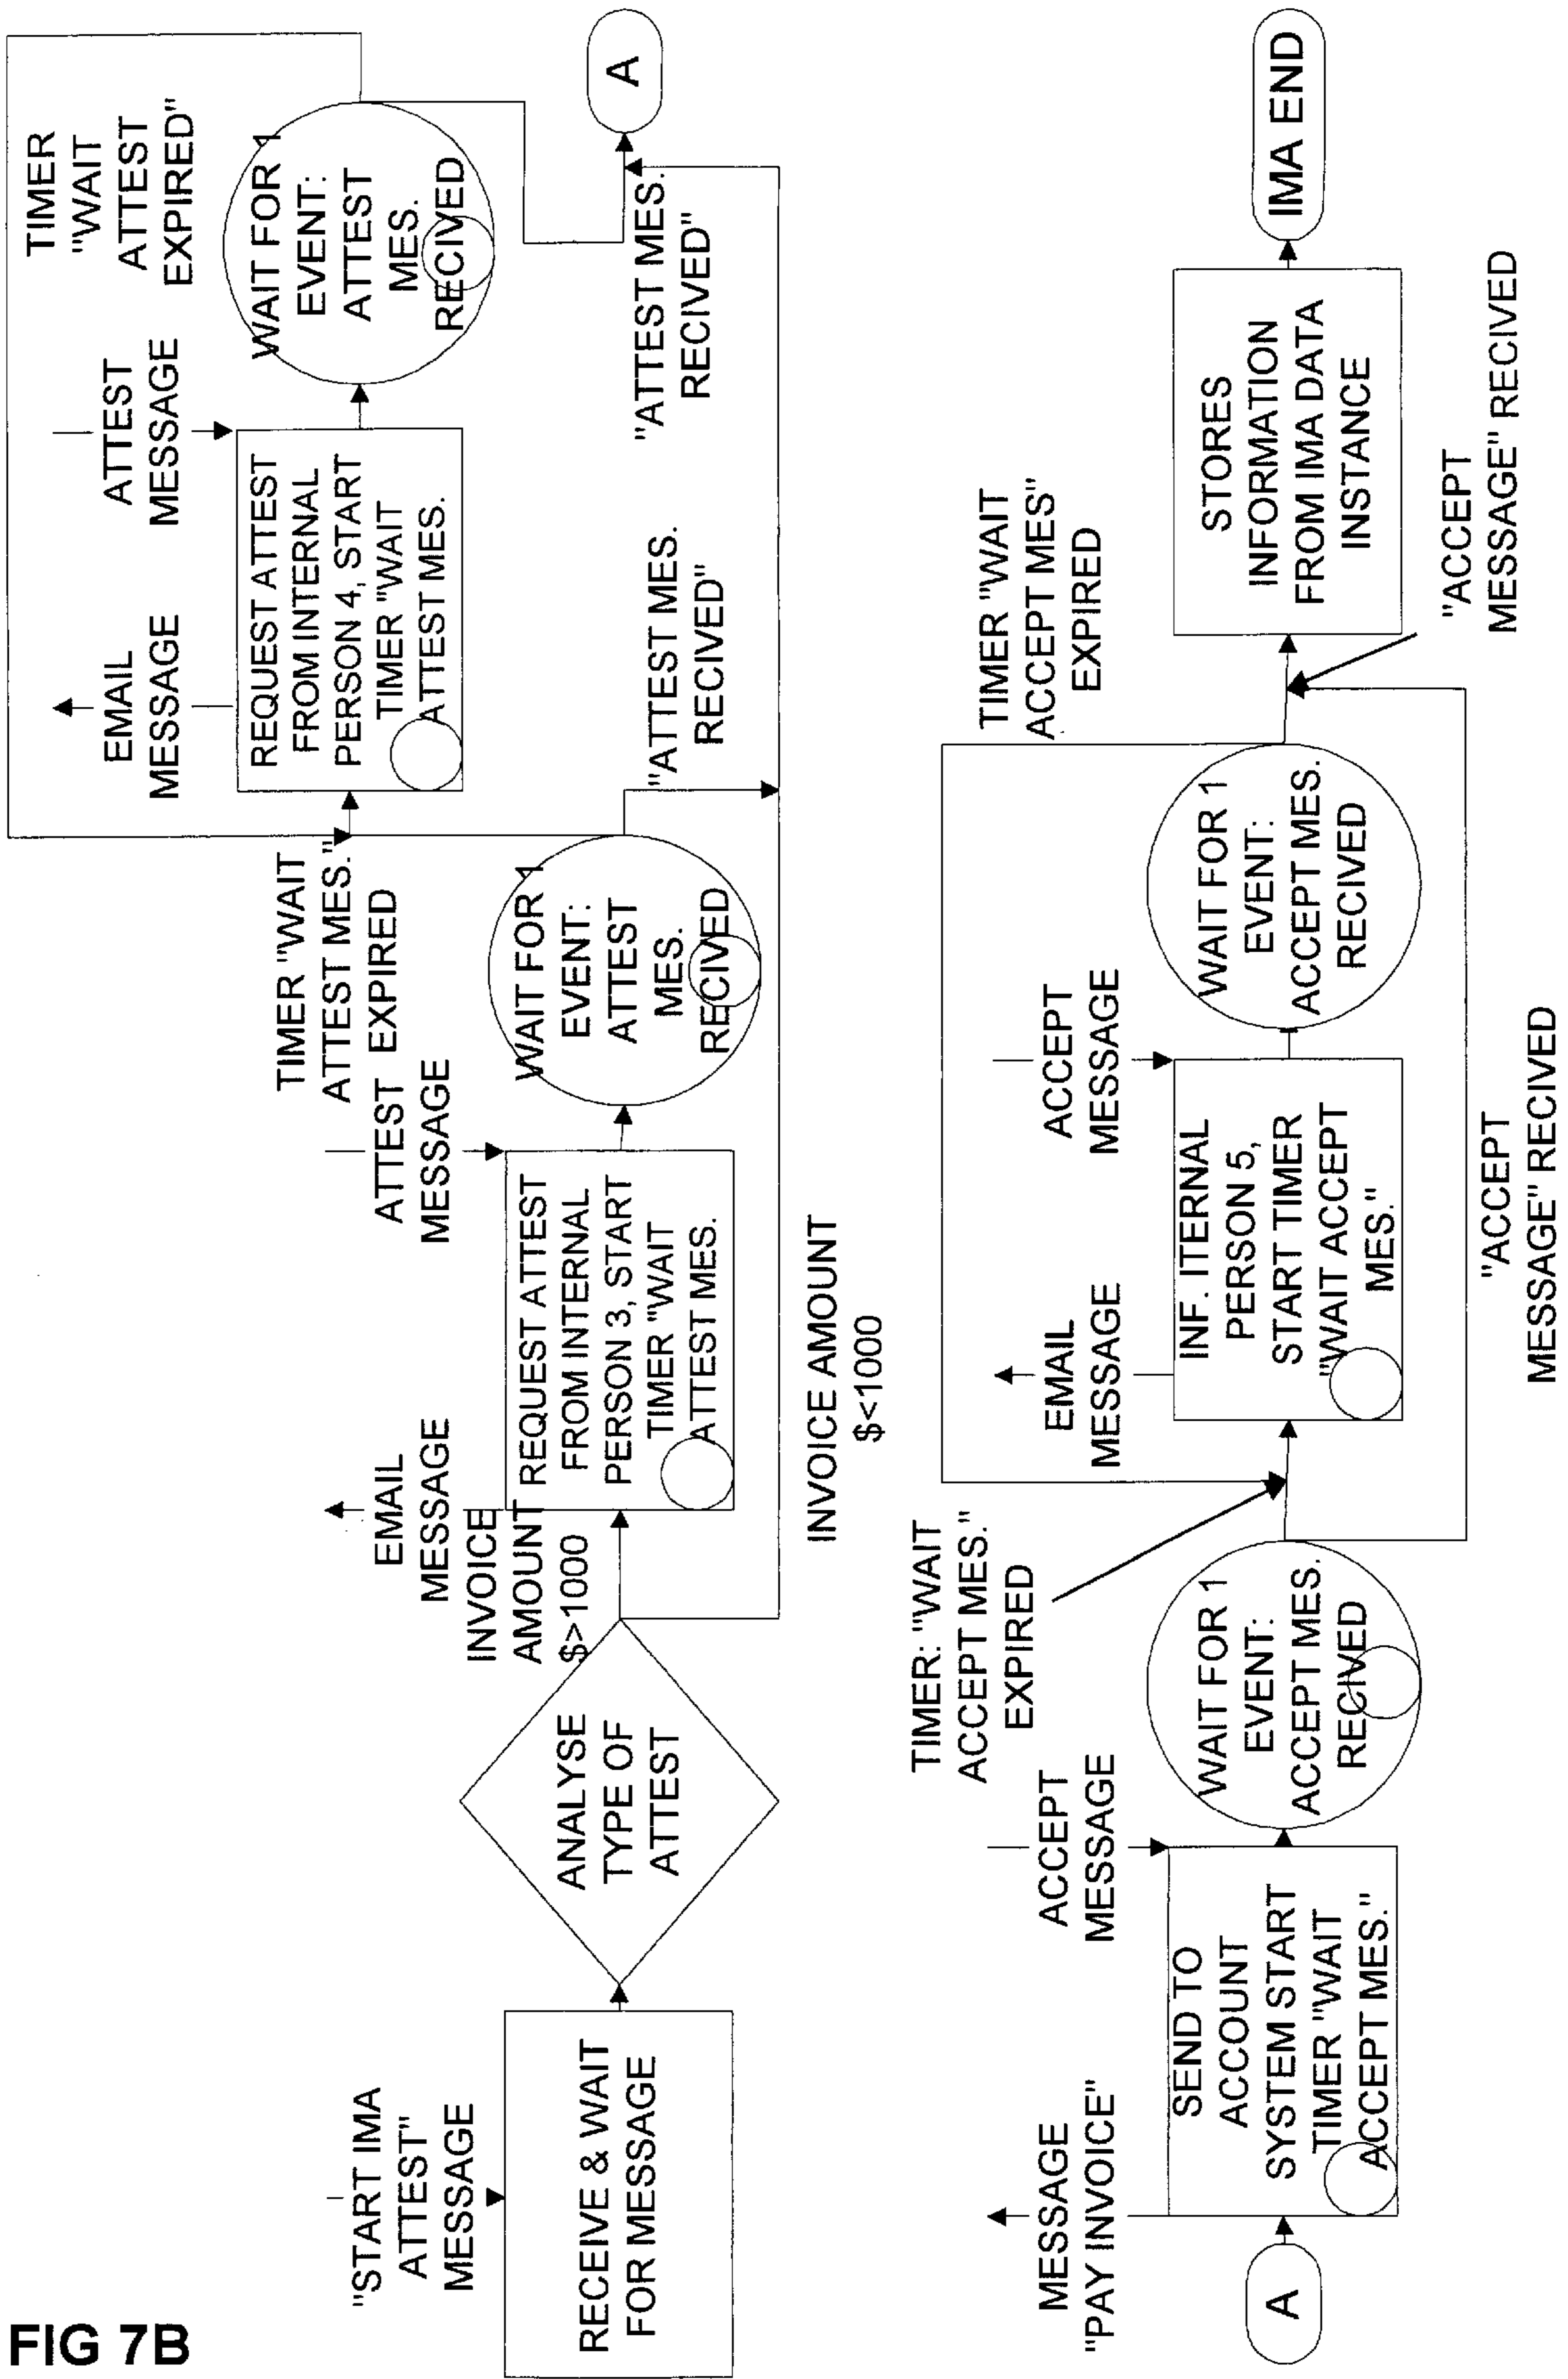 FIG 7B
"START IMA
ATTEST"
MESSAGE
RECEIVE & WAIT
FOR MESSAGE
ANALYSE
TYPE OF
ATTEST
INVOICE
AMOUNT
$>1000
INVOICE AMOUNT
$<1000
EMAIL
MESSAGE
ATTEST
MESSAGE
REQUEST ATTEST
FROM INTERNAL
PERSON 3, START
TIMER "WAIT
ATTEST MES.
WAIT FOR 1
EVENT:
ATTEST
MES.
RECIVED
TIMER "WAIT
ATTEST MES."
EXPIRED
"ATTEST MES.
RECIVED"
EMAIL
MESSAGE
ATTEST
MESSAGE
REQUEST ATTEST
FROM INTERNAL
PERSON 4, START
TIMER "WAIT
ATTEST MES.
TIMER
"WAIT
ATTEST
EXPIRED"
WAIT FOR 1
EVENT:
ATTEST
MES.
RECIVED
"ATTEST MES.
RECIVED"
A
A
MESSAGE
"PAY INVOICE"
ACCEPT
MESSAGE
SEND TO
ACCOUNT
SYSTEM START
TIMER "WAIT
ACCEPT MES."
WAIT FOR 1
EVENT:
ACCEPT MES.
RECIVED
TIMER: "WAIT
ACCEPT MES."
EXPIRED
EMAIL
MESSAGE
ACCEPT
MESSAGE
INF. ITERNAL
PERSON 5,
START TIMER
"WAIT ACCEPT
MES."
WAIT FOR 1
EVENT:
ACCEPT MES.
RECIVED
TIMER "WAIT
ACCEPT MES"
EXPIRED
"ACCEPT
MESSAGE" RECIVED
"ACCEPT
MESSAGE" RECIVED
STORES
INFORMATION
FROM IMA DATA
INSTANCE
IMA END